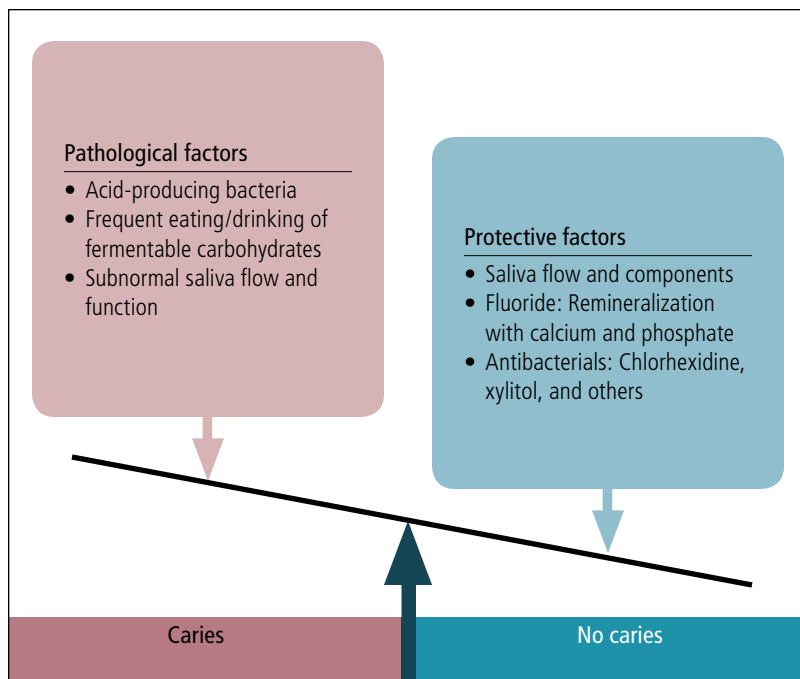 Pathological factors
• Acid-producing bacteria
• Frequent eating/drinking of
fermentable carbohydrates
• Subnormal saliva flow and
function
Protective factors
• Saliva flow and components
• Fluoride: Remineralization
with calcium and phosphate
• Antibacterials: Chlorhexidine,
xylitol, and others
Caries
No caries